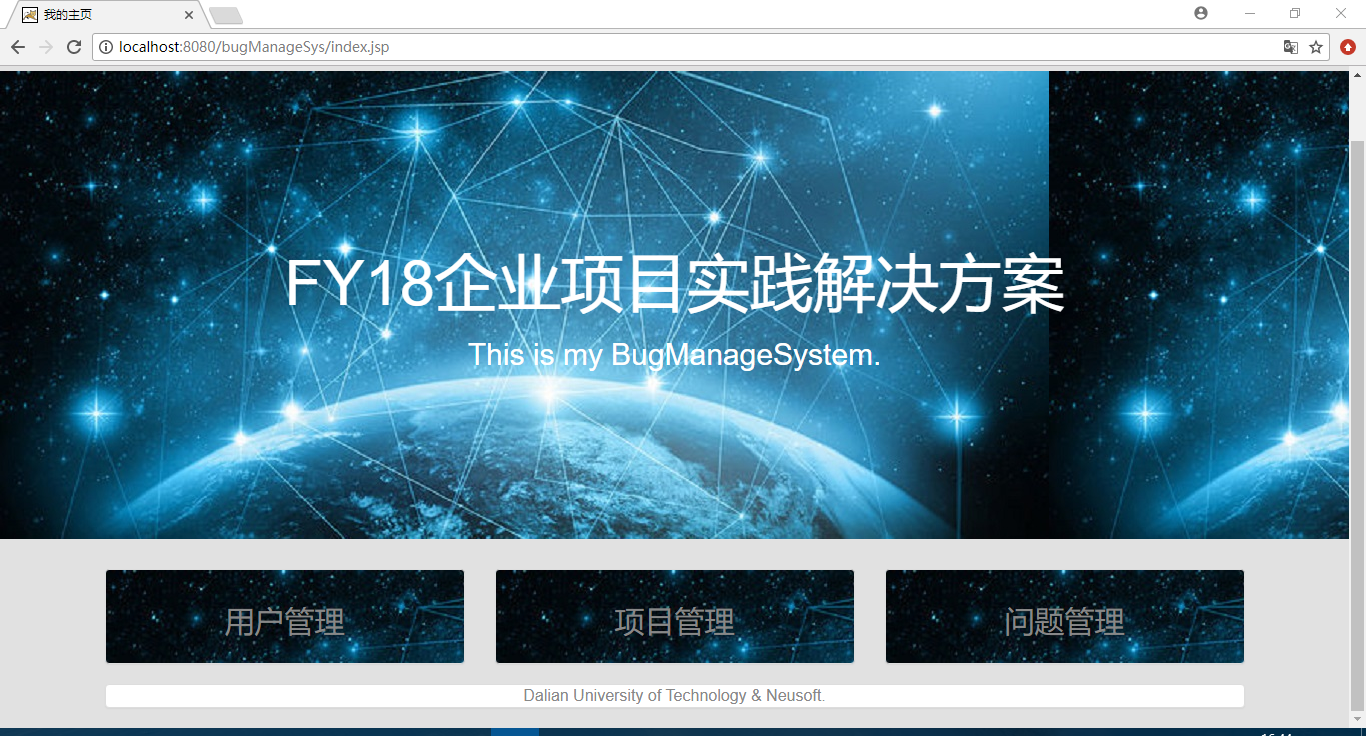 我的主页
localhost:8080/bugManageSys/index.jsp
FY18企业项目实践解决方案
This is my BugManageSystem.
用户管理
项目管理
问题管理
Dalian University of Technology & Neusoft.